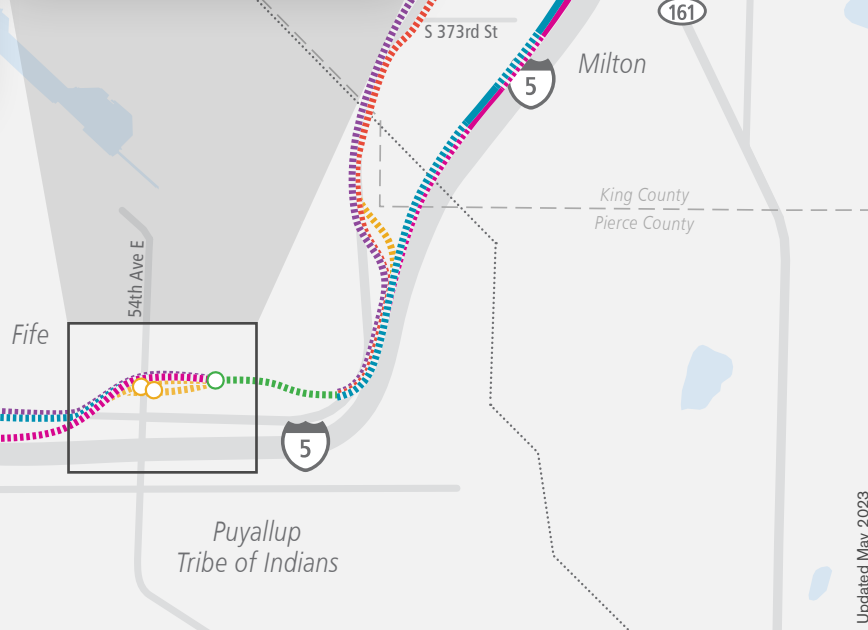 161
S 373rd St
Milton
5
King County
Pierce County
54th Ave E
Fife
5
Puyallup
Tribe of Indians
Updated May 2023